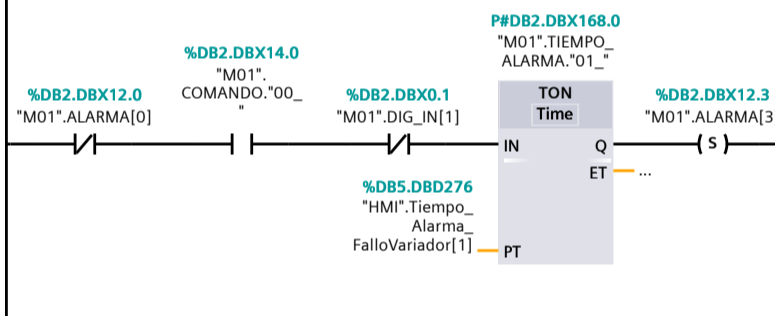 P#DB2.DBX168.0
"M01".TIEMPO_
ALARMA."01_"
%DB2.DBX14.0
"M01".
COMANDO."00_
"
%DB2.DBX12.0
"M01".ALARMA[0]
%DB2.DBX0.1
"M01".DIG_IN[1]
TON
Time
%DB2.DBX12.3
"M01".ALARMA[3
IN
Q
S
ET
...
%DB5.DBD276
"HMI".Tiempo_
Alarma_
FalloVariador[1]
PT